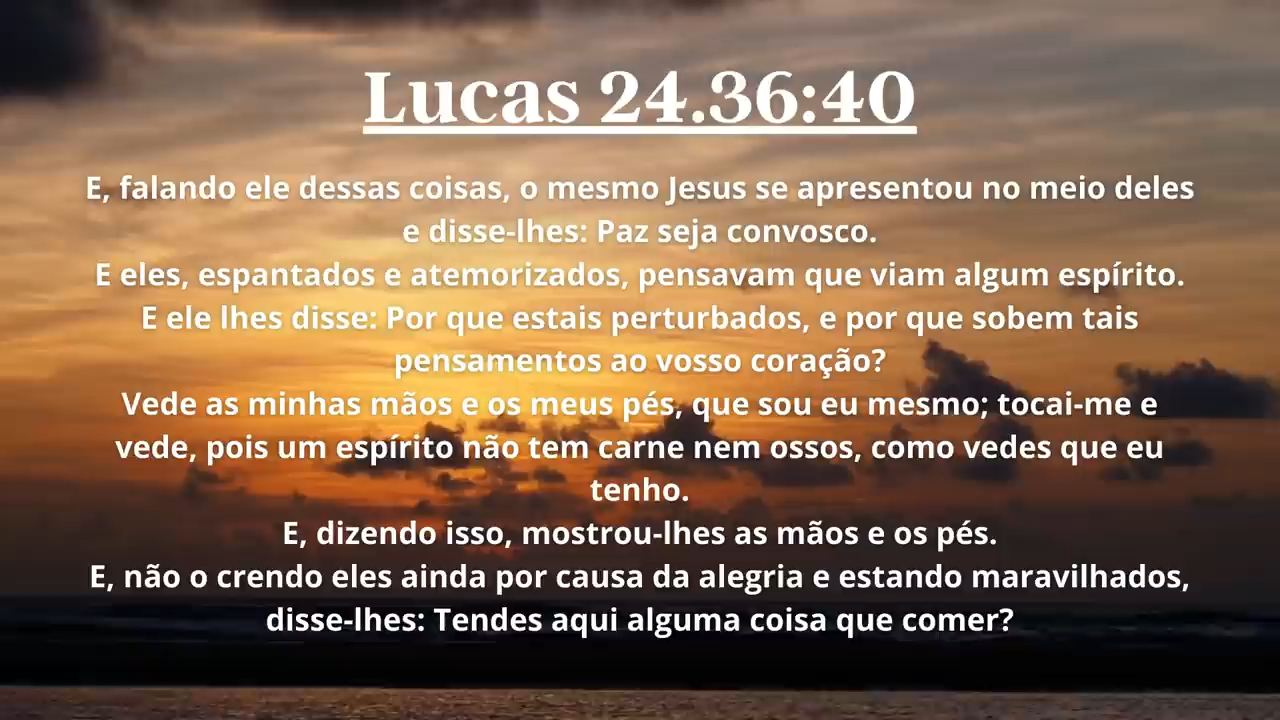 Lucas 24.36:40
E, falando ele dessas coisas, o mesmo Jesus se apresentou no meio deles
e disse-lhes: Paz seja convosco.
E eles, espantados e atemorizados, pensavam que viam algum espírito.
E ele lhes disse: Por que estais perturbados, e por que sobem tais
pensamentos ao vosso coração?
Vede as minhas mãos e os meus pés, que sou eu mesmo; tocai-me e
vede, pois um espírito não tem carne nem ossos, como vedes que eu
tenho.
E, dizendo isso, mostrou-lhes as mãos e os pés.
E, não o crendo eles ainda por causa da alegria e estando maravilhados,
disse-lhes: Tendes aqui alguma coisa que comer?